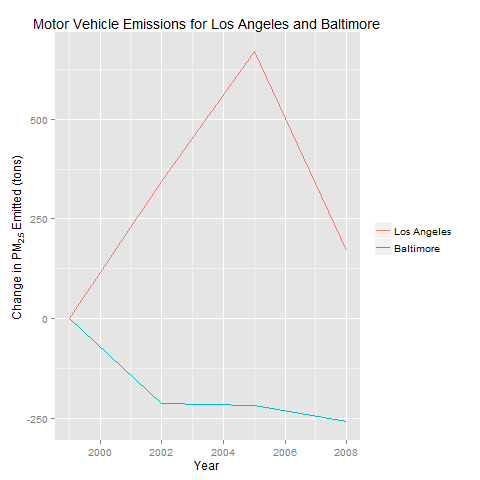 Motor Vehicle Emissions for Los Angeles and Baltimore
Change in PM2.5 Emitted (tons)
500
250
0
-250
2000 2002 2004 2006 2008
Year
Los Angeles
Baltimore